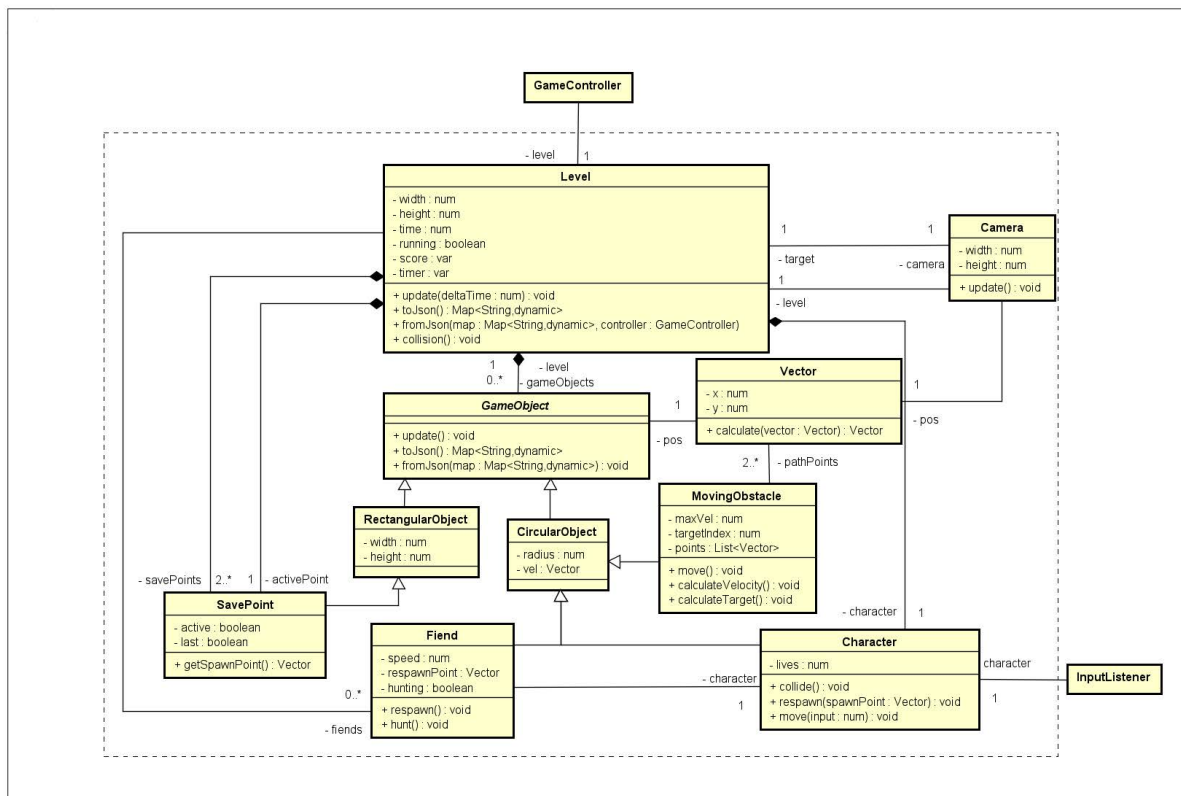 GameController
- level
1
Level
- width : num
- height : num
- time : num
- running : boolean
- score : var
- timer : var
+ update(deltaTime : num) : void
+ toJson() : Map<String,dynamic>
+ fromJson(map : Map<String,dynamic>, controller : GameController)
+ collision() : void
1
1
- target
- camera
1
- level
Camera
- width : num
- height : num
+ update() : void
1
- level
0..*
- gameObjects
GameObject
+ update() : void
+ toJson() : Map<String,dynamic>
+ fromJson(map : Map<String,dynamic>) : void
1
- pos
Vector
- x : num
- y : num
+ calculate(vector : Vector) : Vector
1
- pos
2..*
- pathPoints
RectangularObject
- width : num
- height : num
CircularObject
- radius : num
- vel : Vector
MovingObstacle
- maxVel : num
- targetIndex : num
- points : List<Vector>
+ move() : void
+ calculateVelocity() : void
+ calculateTarget() : void
- savePoints
2..*
1
- activePoint
SavePoint
- active : boolean
- last : boolean
+ getSpawnPoint() : Vector
Fiend
- speed : num
- respawnPoint : Vector
- hunting : boolean
+ respawn() : void
+ hunt() : void
0..*
- fiends
- character
1
- character
1
Character
- lives : num
+ collide() : void
+ respawn(spawnPoint : Vector) : void
+ move(input : num) : void
character
1
InputListener